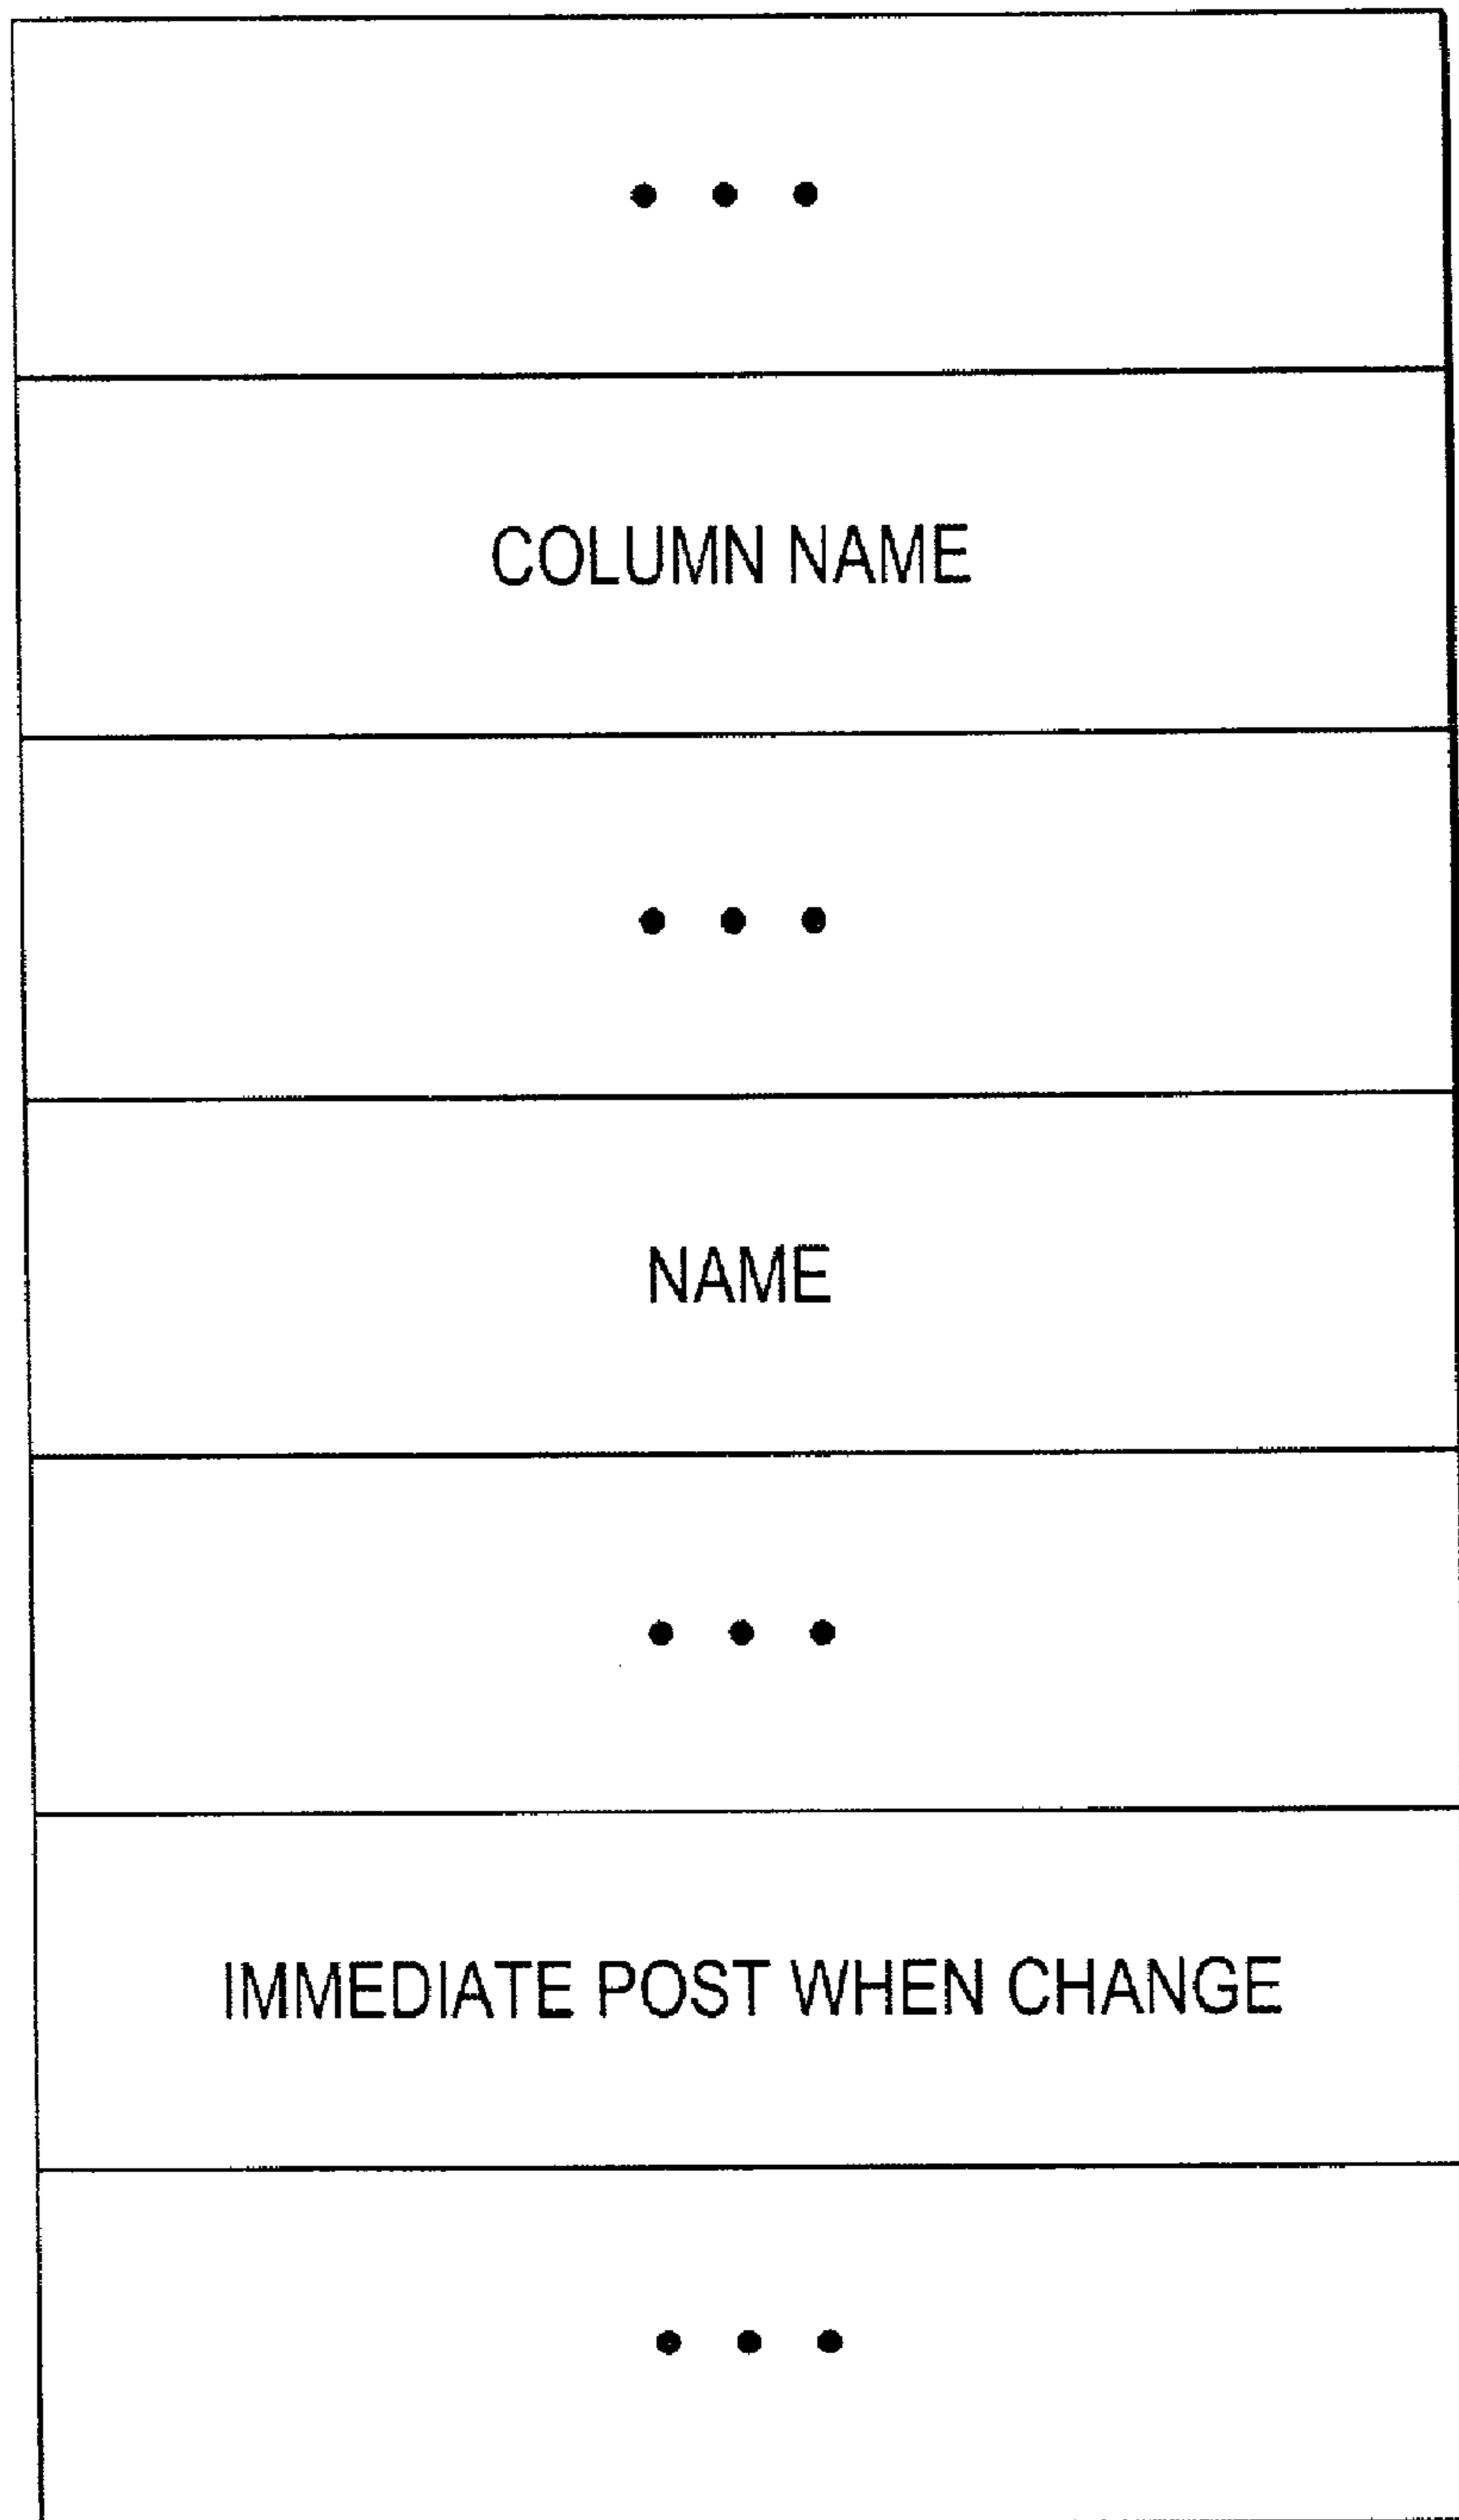 • • •
COLUMN NAME
• • •
NAME
• • •
IMMEDIATE POST WHEN CHANGE
• • •